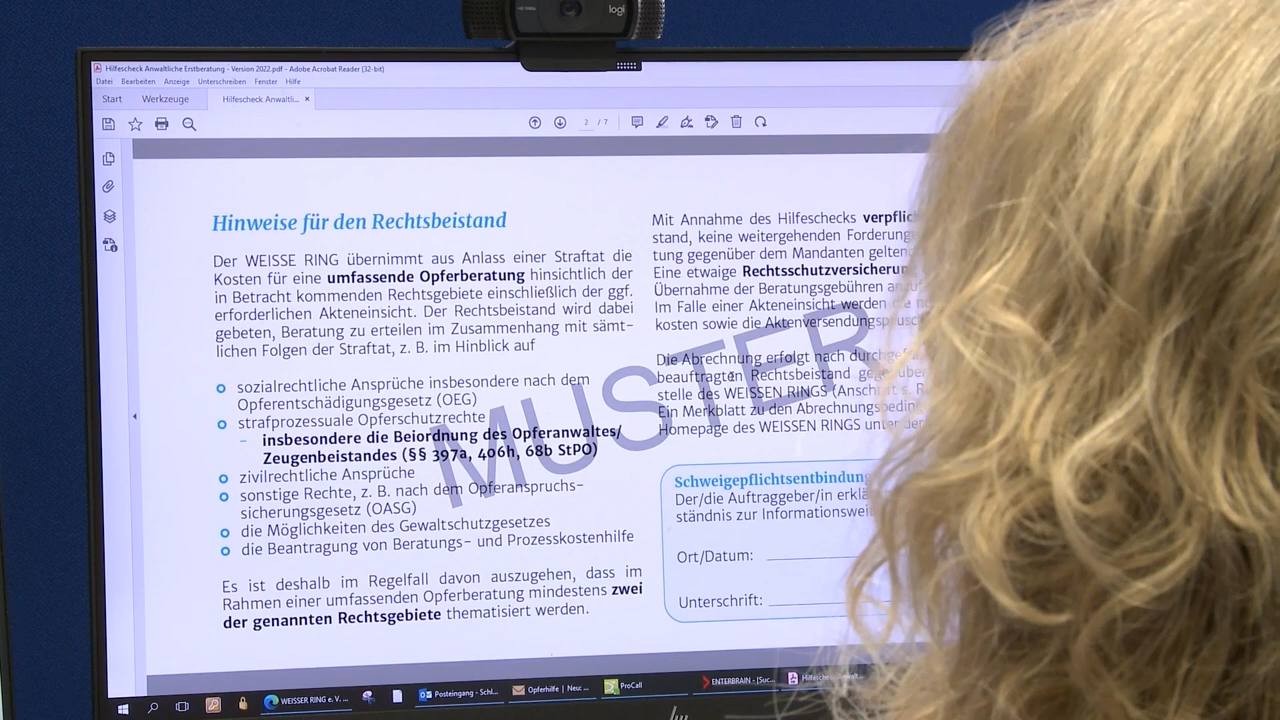 logi
Hilfescheck Anwaltliche Erstberatung - Version 2022.pdf - Adobe Acrobat Reader (32-bit)
Datei Bearbeiten Anzeige Unterschreiben Fenster Hilfe
Start Werkzeuge Hilfescheck Anwaltli... ×
2 / 7
Hinweise für den Rechtsbeistand
Der WEISSE RING übernimmt aus Anlass einer Straftat die
Kosten für eine umfassende Opferberatung hinsichtlich der
in Betracht kommenden Rechtsgebiete einschließlich der ggf.
erforderlichen Akteneinsicht. Der Rechtsbeistand wird dabei
gebeten, Beratung zu erteilen im Zusammenhang mit sämt-
lichen Folgen der Straftat, z. B. im Hinblick auf
sozialrechtliche Ansprüche insbesondere nach dem
Opferentschädigungsgesetz (OEG)
strafprozessuale Opferschutzrechte
– insbesondere die Beiordnung des Opferanwaltes/
Zeugenbeistandes (§§ 397a, 406h, 68b StPO)
zivilrechtliche Ansprüche
sonstige Rechte, z. B. nach dem Opferanspruchs-
sicherungsgesetz (OASG)
die Möglichkeiten des Gewaltschutzgesetzes
die Beantragung von Beratungs- und Prozesskostenhilfe
Es ist deshalb im Regelfall davon auszugehen, dass im
Rahmen einer umfassenden Opferberatung mindestens zwei
der genannten Rechtsgebiete thematisiert werden.
MUSTER
Mit Annahme des Hilfeschecks
stand, keine weitergehenden
tung gegenüber dem Mandanten
Eine etwaige
Übernahme der Beratungsgebühren
Im Falle einer Akteneinsicht werden
kosten sowie die
Die Abrechnung erfolgt nach
beauftragten Rechtsbeistand
stelle des WEISSEN RINGS
Ein Merkblatt zu den
Homepage des WEISSEN RINGS
Der/die Auftraggeber/in
ständnis zur
Ort/Datum:
Unterschrift:
WEISSER RING e. V. ... Posteingang - Schl... Opferhilfe | Neu: ... ProCall ENTERBRAIN - [Suc...
hp